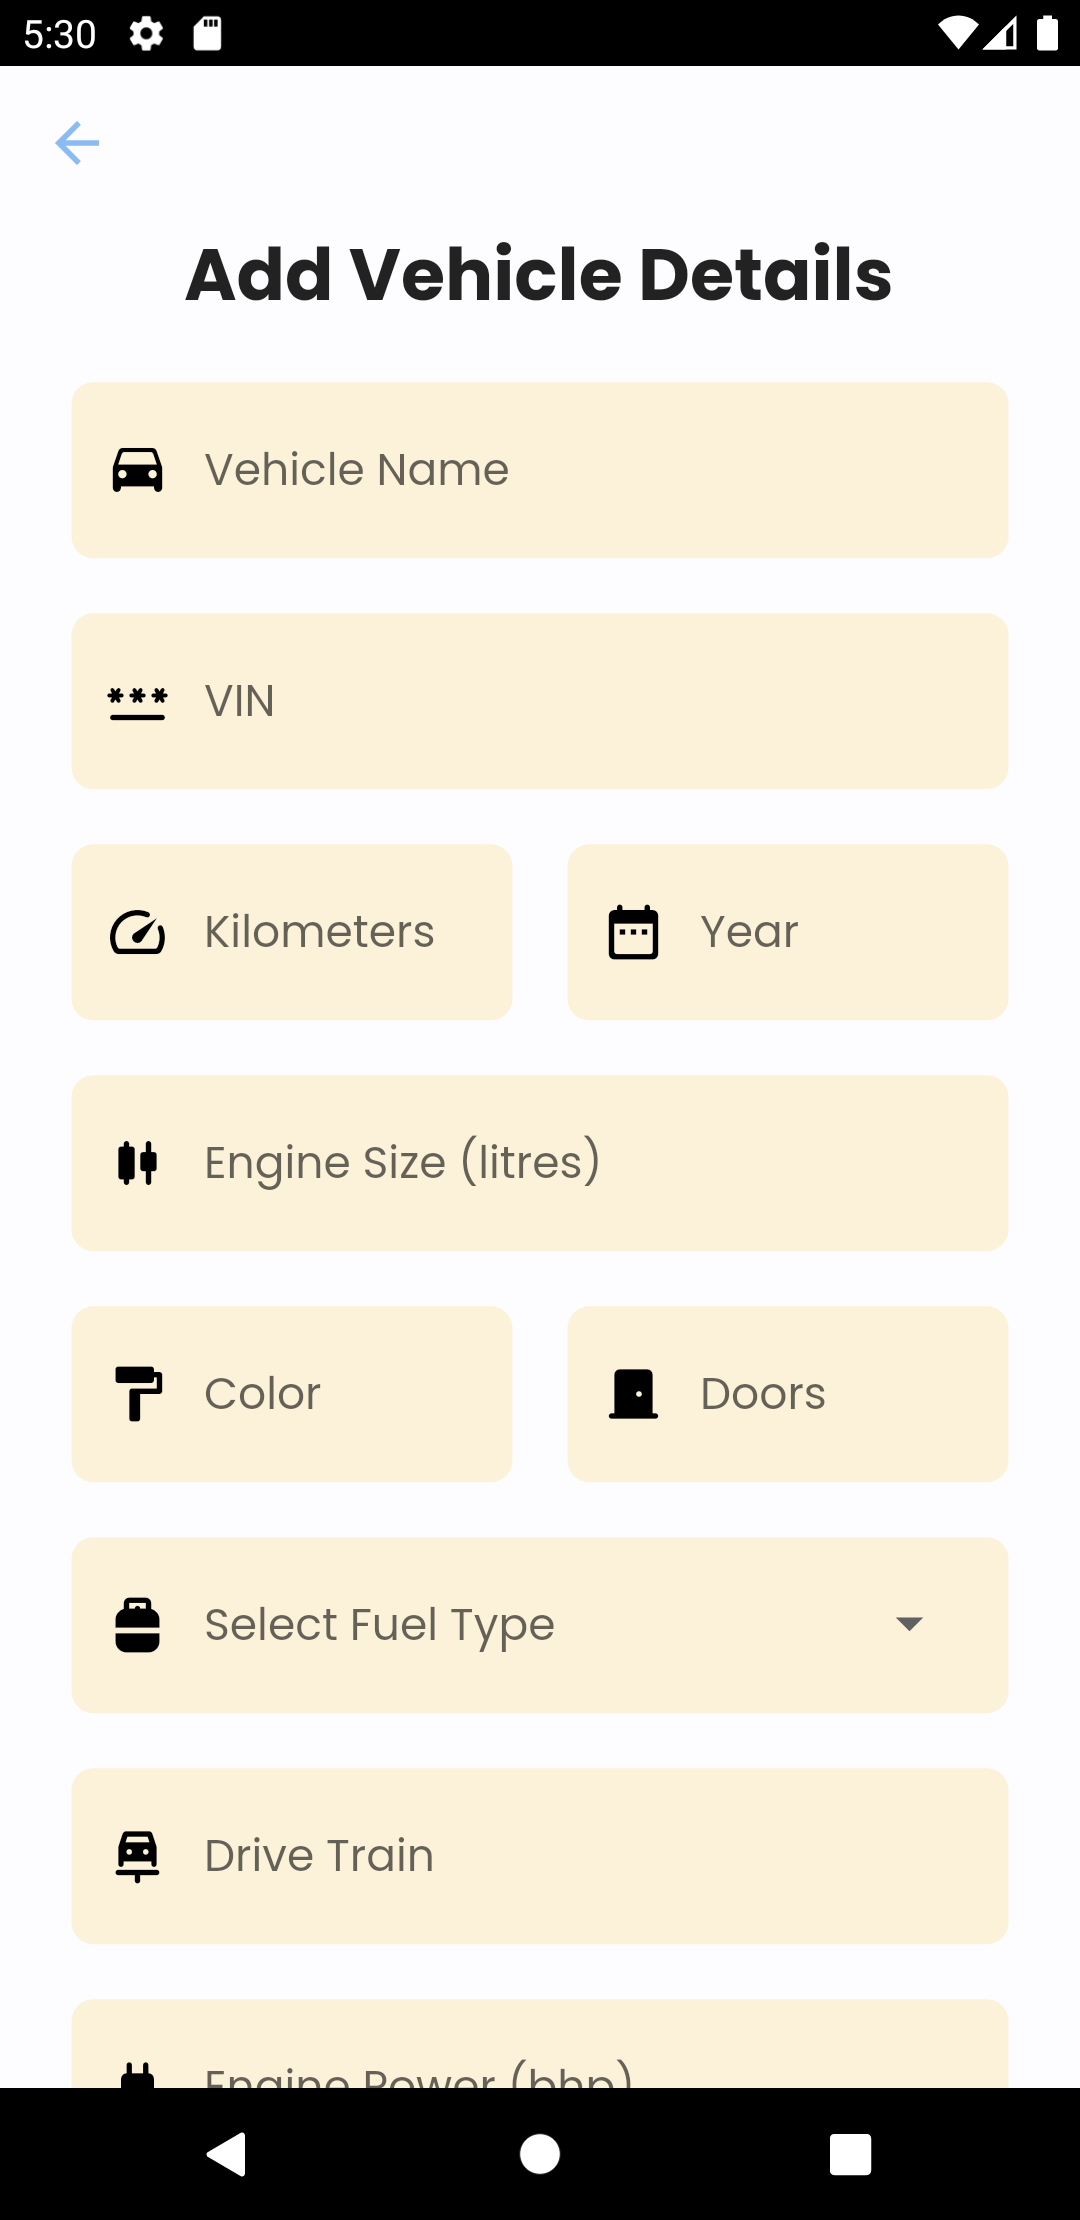 5:30
Add Vehicle Details
Vehicle Name
VIN
Kilometers
Year
Engine Size (litres)
Color
Doors
Select Fuel Type
Drive Train
Engine Power (bhp)